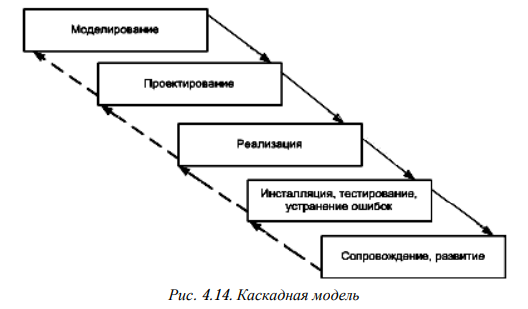 Моделирование
Проектирование
Реализация
Инсталляция, тестирование,
устранение ошибок
Сопровождение, развитие
Рис. 4.14. Каскадная модель